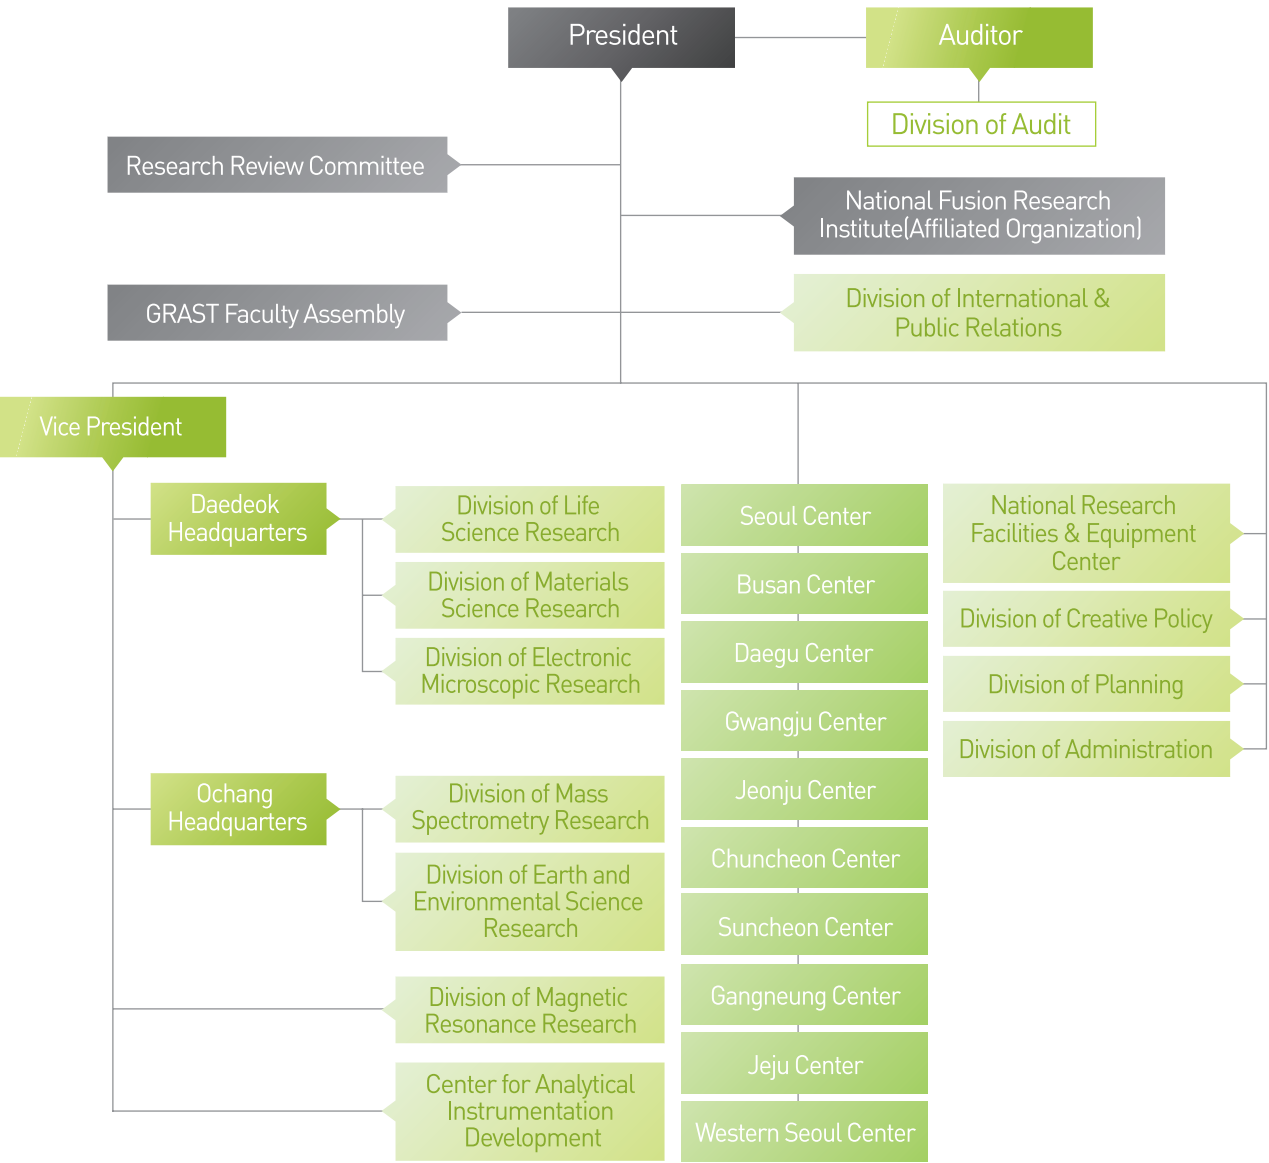 President
Auditor
Division of Audit
Research Review Committee
National Fusion Research
Institute(Affiliated Organization)
GRAST Faculty Assembly
Division of International &
Public Relations
Vice President
Daedeok
Headquarters
Division of Life
Science Research
Division of Materials
Science Research
Division of Electronic
Microscopic Research
Ochang
Headquarters
Division of Mass
Spectrometry Research
Division of Earth and
Environmental Science
Research
Division of Magnetic
Resonance Research
Center for Analytical
Instrumentation
Development
Seoul Center
Busan Center
Daegu Center
Gwangju Center
Jeonju Center
Chuncheon Center
Suncheon Center
Gangneung Center
Jeju Center
Western Seoul Center
National Research
Facilities & Equipment
Center
Division of Creative Policy
Division of Planning
Division of Administration